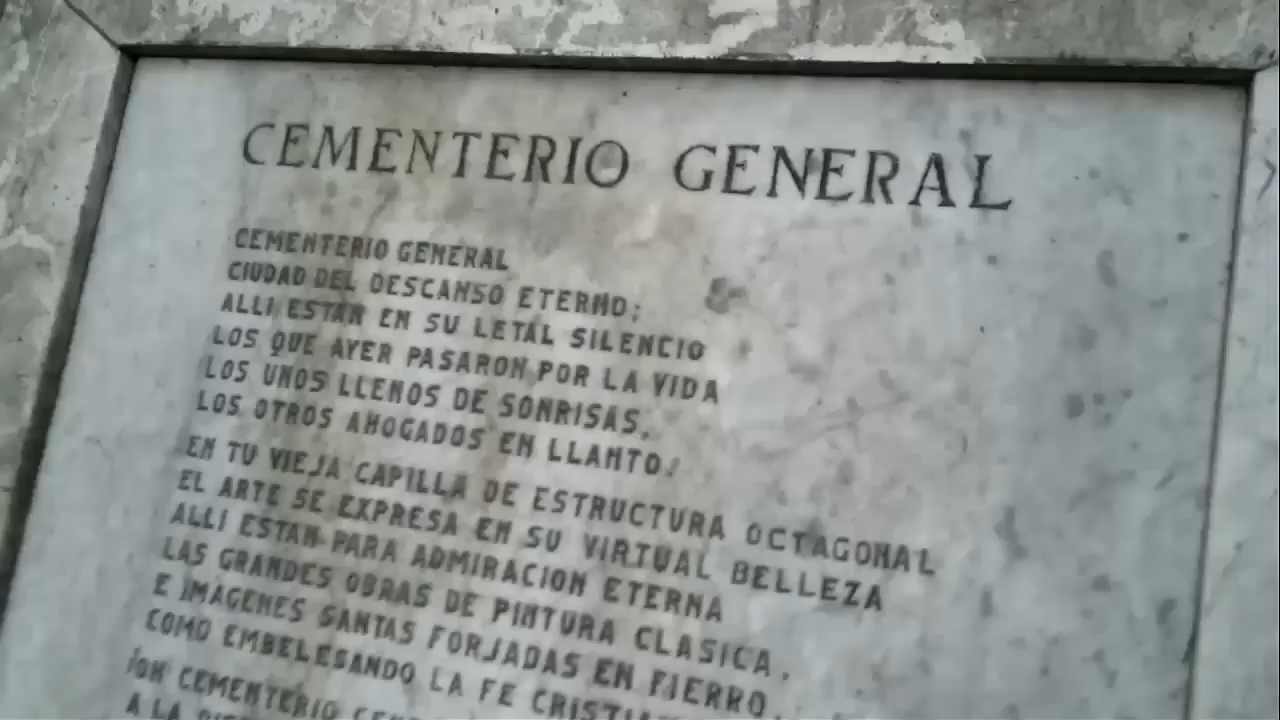 CEMENTERIO GENERAL
CEMENTERIO GENERAL
CIUDAD DEL DESCANSO ETERNO;
ALLI ESTAN EN SU LETAL SILENCIO
LOS QUE AYER PASARON POR LA VIDA
LOS UNOS LLENOS DE SONRISAS,
LOS OTROS AHOGADOS EN LLANTO!
EN TU VIEJA CAPILLA DE ESTRUCTURA OCTAGONAL
EL ARTE SE EXPRESA EN SU VIRTUAL BELLEZA
ALLI ESTAN PARA ADMIRACION ETERNA
LAS GRANDES OBRAS DE PINTURA CLASICA,
E IMAGENES SANTAS FORJADAS EN FIERRO,
COMO EMBELESANDO LA FE
¡OH CEMENTERIO
A LA